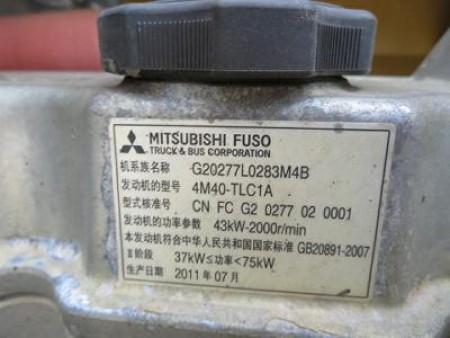 MITSUBISHI FUSO
TRUCK & BUS CORPORATION
机系族名称 G20277L0283M4B
发动机的型号 4M40-TLC1A
型式核准号 CN FC G2 0277 02 0001
发动机的功率参数 43kW-2000r/min
本发动机符合中华人民共和国国家标准 GB20891-2007
Ⅱ阶段 37kW≤功率<75kW
生产日期 2011年07月